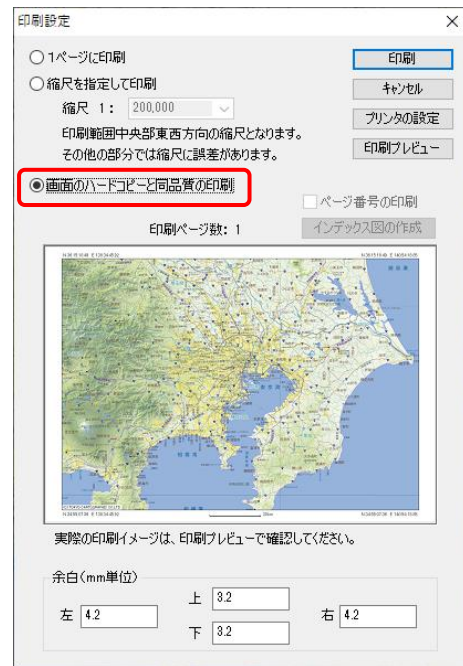 印刷設定
1ページに印刷
縮尺を指定して印刷
縮尺 1: 200,000
印刷範囲中央部東西方向の縮尺となります。
その他の部分では縮尺に誤差があります。
画面のハードコピーと同品質の印刷
印刷
キャンセル
プリンタの設定
印刷プレビュー
ページ番号の印刷
印刷ページ数: 1
インデックス図の作成
実際の印刷イメージは、印刷プレビューで確認してください。
余白(mm単位)
左 4.2
上 3.2
下 3.2
右 4.2